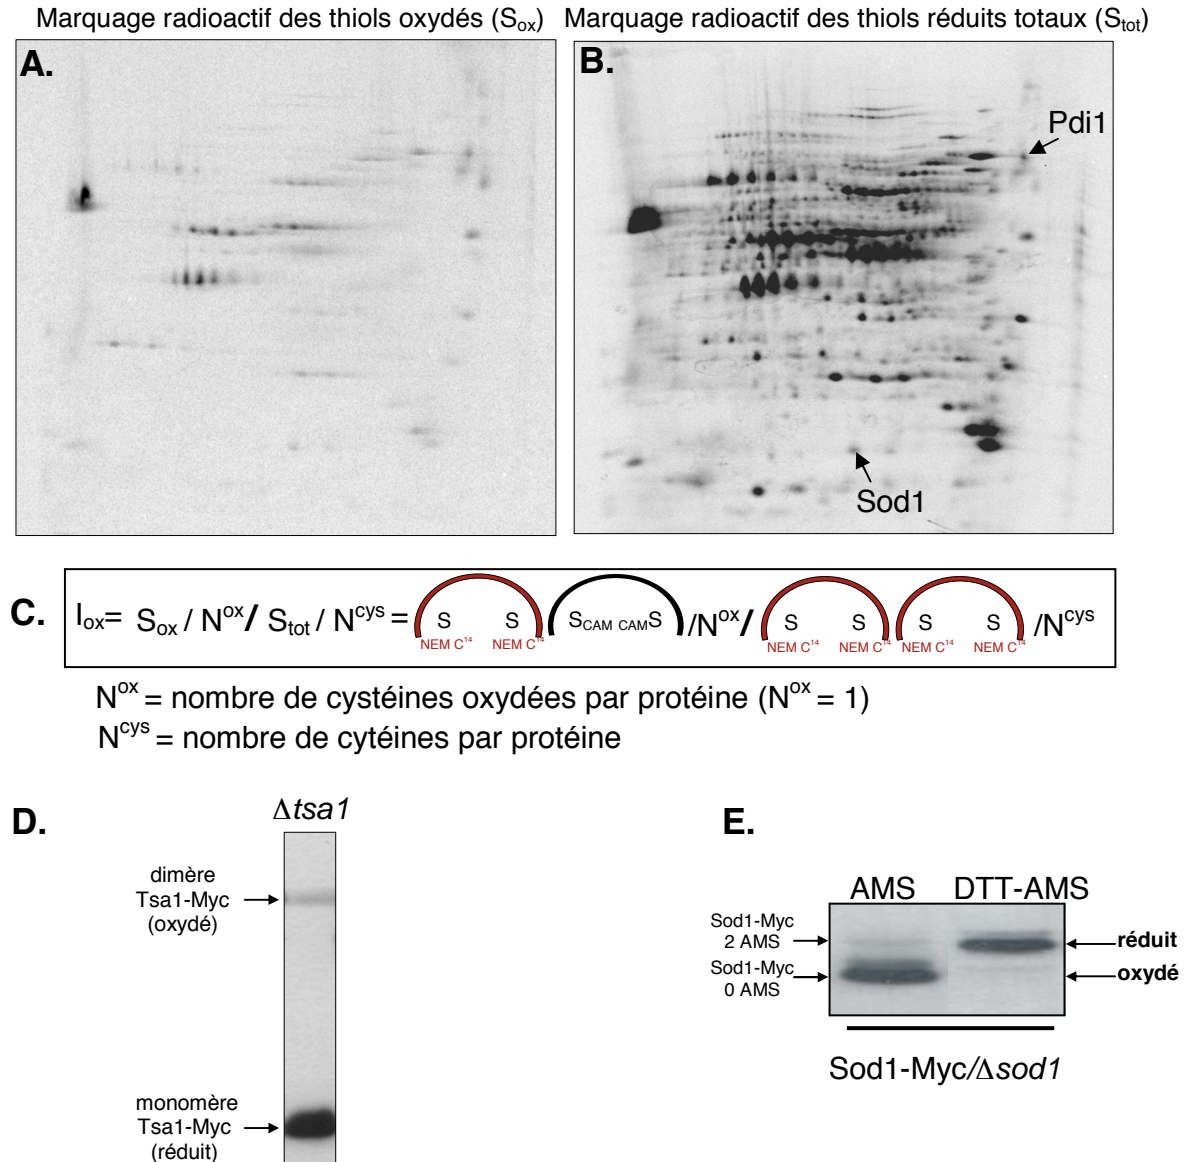 Marquage radioactif des thiols oxydés (Sox)
Marquage radioactif des thiols réduits totaux (Stot)
A.
B.
Pdi1
Sod1
C.
Iox= Sox / Nox / Stot / Ncys = S S SCAM CAMS /Nox / S S S S /Ncys
NEM C14 NEM C14 NEM C14 NEM C14 NEM C14 NEM C14
Nox = nombre de cystéines oxydées par protéine (Nox = 1)
Ncys = nombre de cytéines par protéine
D.
Δtsa1
dimère
Tsa1-Myc
(oxydé)
monomère
Tsa1-Myc
(réduit)
E.
AMS DTT-AMS
Sod1-Myc
2 AMS
réduit
Sod1-Myc
0 AMS
oxydé
Sod1-Myc/Δsod1